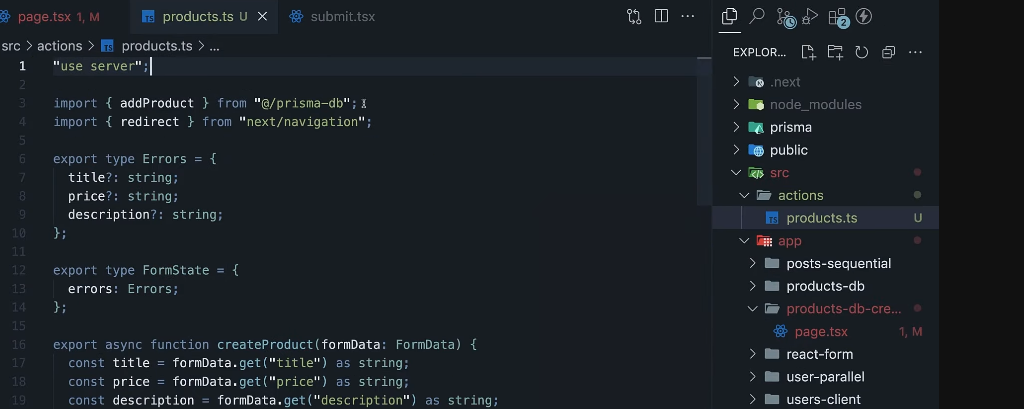 page.tsx 1, M
products.ts U
submit.tsx
src > actions > products.ts > ...
1 "use server";
2
3 import { addProduct } from "@/prisma-db";
4 import { redirect } from "next/navigation";
5
6 export type Errors = {
7 title?: string;
8 price?: string;
9 description?: string;
10 };
11
12 export type FormState = {
13 errors: Errors;
14 };
15
16 export async function createProduct(formData: FormData) {
17 const title = formData.get("title") as string;
18 const price = formData.get("price") as string;
19 const description = formData.get("description") as string;
2
EXPLOR...
.next
node_modules
prisma
public
src
actions
TS products.ts U
app
posts-sequential
products-db
products-db-cre...
page.tsx 1, M
react-form
user-parallel
users-client